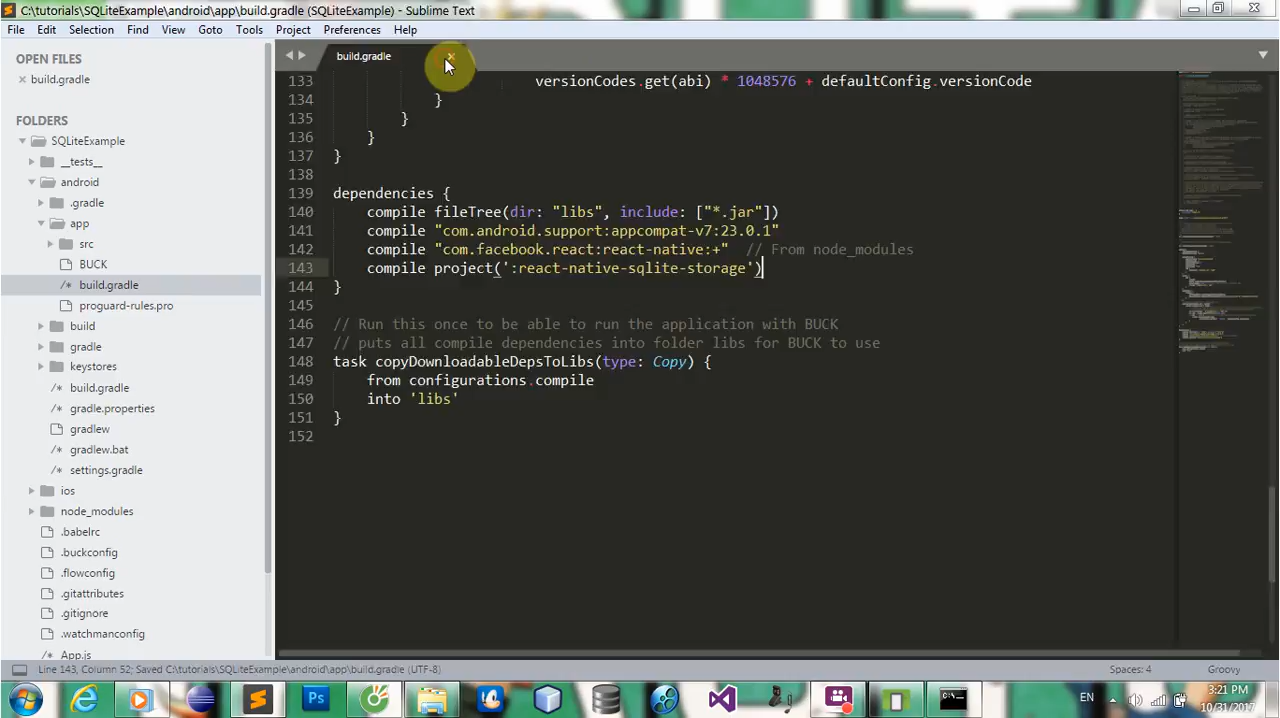 C:\tutorials\SQLiteExample\android\app\build.gradle (SQLiteExample) - Sublime Text
File Edit Selection Find View Goto Tools Project Preferences Help
OPEN FILES
build.gradle
FOLDERS
SQLiteExample
__tests__
android
.gradle
app
src
BUCK
/* build.gradle
proguard-rules.pro
build
gradle
keystores
/* build.gradle
/* gradle.properties
gradlew
/* gradlew.bat
/* settings.gradle
ios
node_modules
.babelrc
.buckconfig
.flowconfig
.gitattributes
.gitignore
.watchmanconfig
App.js
build.gradle
133 versionCodes.get(abi) * 1048576 + defaultConfig.versionCode
134 }
135 }
136 }
137 }
138
139 dependencies {
140 compile fileTree(dir: "libs", include: ["*.jar"])
141 compile "com.android.support:appcompat-v7:23.0.1"
142 compile "com.facebook.react:react-native:+" // From node_modules
143 compile project(':react-native-sqlite-storage')
144 }
145
146 // Run this once to be able to run the application with BUCK
147 // puts all compile dependencies into folder libs for BUCK to use
148 task copyDownloadableDepsToLibs(type: Copy) {
149 from configurations.compile
150 into 'libs'
151 }
152
Line 143, Column 52; Saved C:\tutorials\SQLiteExample\android\app\build.gradle (UTF-8)
Spaces: 4
Groovy
Ps
EN
3:21 PM
10/31/2017